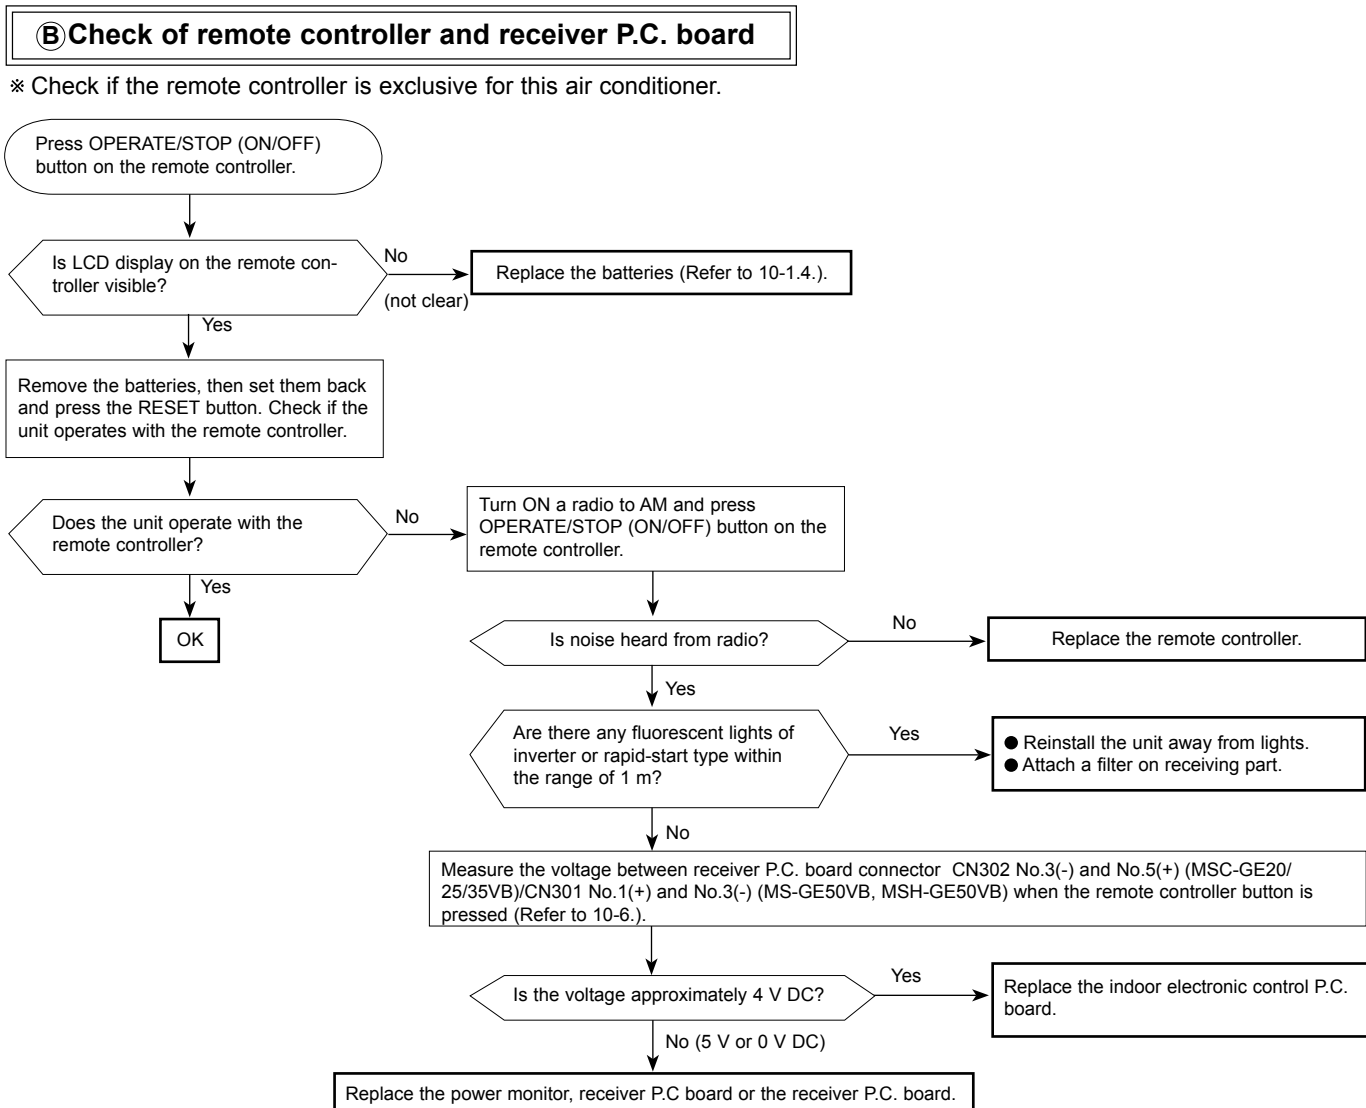 Ⓑ Check of remote controller and receiver P.C. board
※ Check if the remote controller is exclusive for this air conditioner.
Press OPERATE/STOP (ON/OFF)
button on the remote controller.
Is LCD display on the remote con-
troller visible?
No
(not clear)
Replace the batteries (Refer to 10-1.4.).
Yes
Remove the batteries, then set them back
and press the RESET button. Check if the
unit operates with the remote controller.
Does the unit operate with the
remote controller?
No
Turn ON a radio to AM and press
OPERATE/STOP (ON/OFF) button on the
remote controller.
Yes
OK
Is noise heard from radio?
No
Replace the remote controller.
Yes
Are there any fluorescent lights of
inverter or rapid-start type within
the range of 1 m?
Yes
● Reinstall the unit away from lights.
● Attach a filter on receiving part.
No
Measure the voltage between receiver P.C. board connector CN302 No.3(-) and No.5(+) (MSC-GE20/
25/35VB)/CN301 No.1(+) and No.3(-) (MS-GE50VB, MSH-GE50VB) when the remote controller button is
pressed (Refer to 10-6.).
Is the voltage approximately 4 V DC?
Yes
Replace the indoor electronic control P.C.
board.
No (5 V or 0 V DC)
Replace the power monitor, receiver P.C board or the receiver P.C. board.